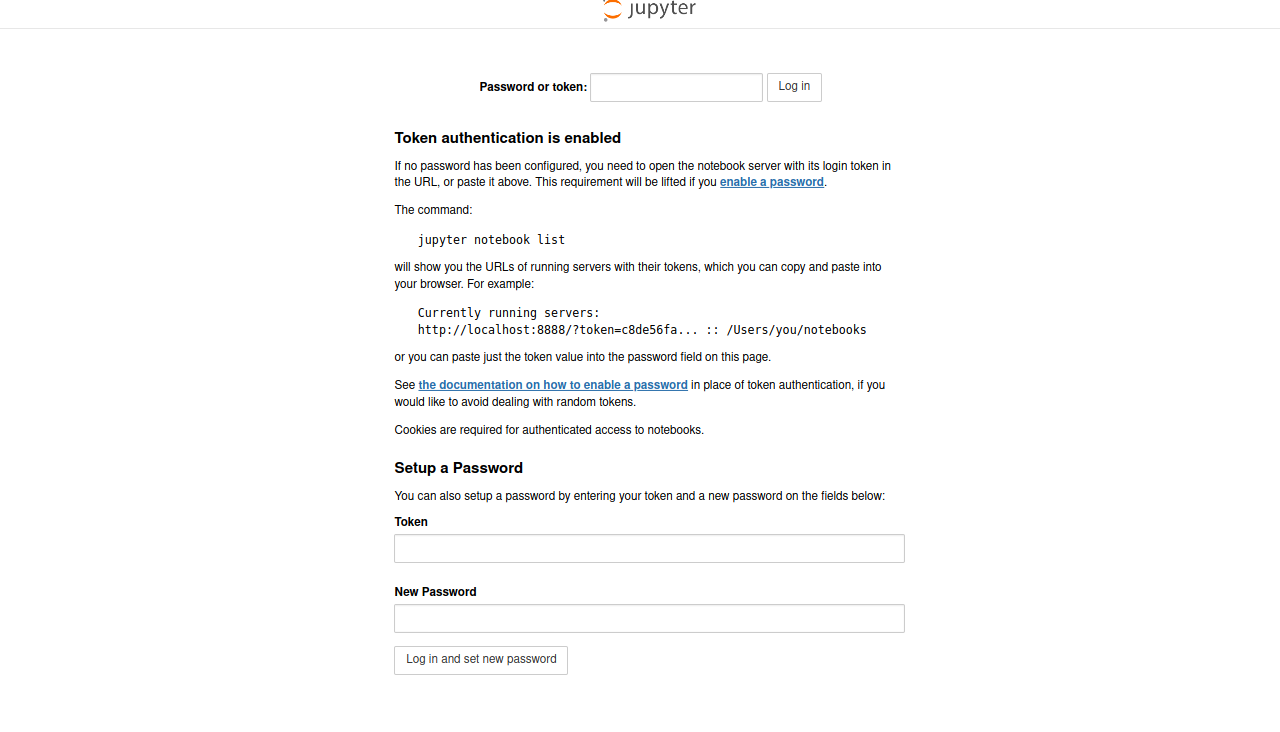 jupyter
Password or token:
Log in
Token authentication is enabled
If no password has been configured, you need to open the notebook server with its login token in
the URL, or paste it above. This requirement will be lifted if you enable a password.
The command:
jupyter notebook list
will show you the URLs of running servers with their tokens, which you can copy and paste into
your browser. For example:
Currently running servers:
http://localhost:8888/?token=c8de56fa... :: /Users/you/notebooks
or you can paste just the token value into the password field on this page.
See the documentation on how to enable a password in place of token authentication, if you
would like to avoid dealing with random tokens.
Cookies are required for authenticated access to notebooks.
Setup a Password
You can also setup a password by entering your token and a new password on the fields below:
Token
New Password
Log in and set new password